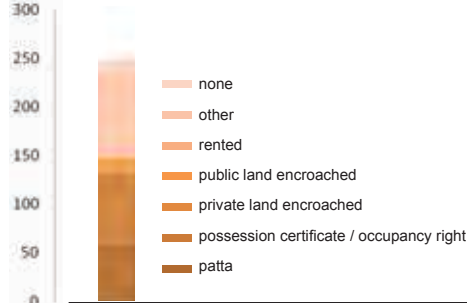 300
250
200
150
100
50
0
none
other
rented
public land encroached
private land encroached
possession certificate / occupancy right
patta